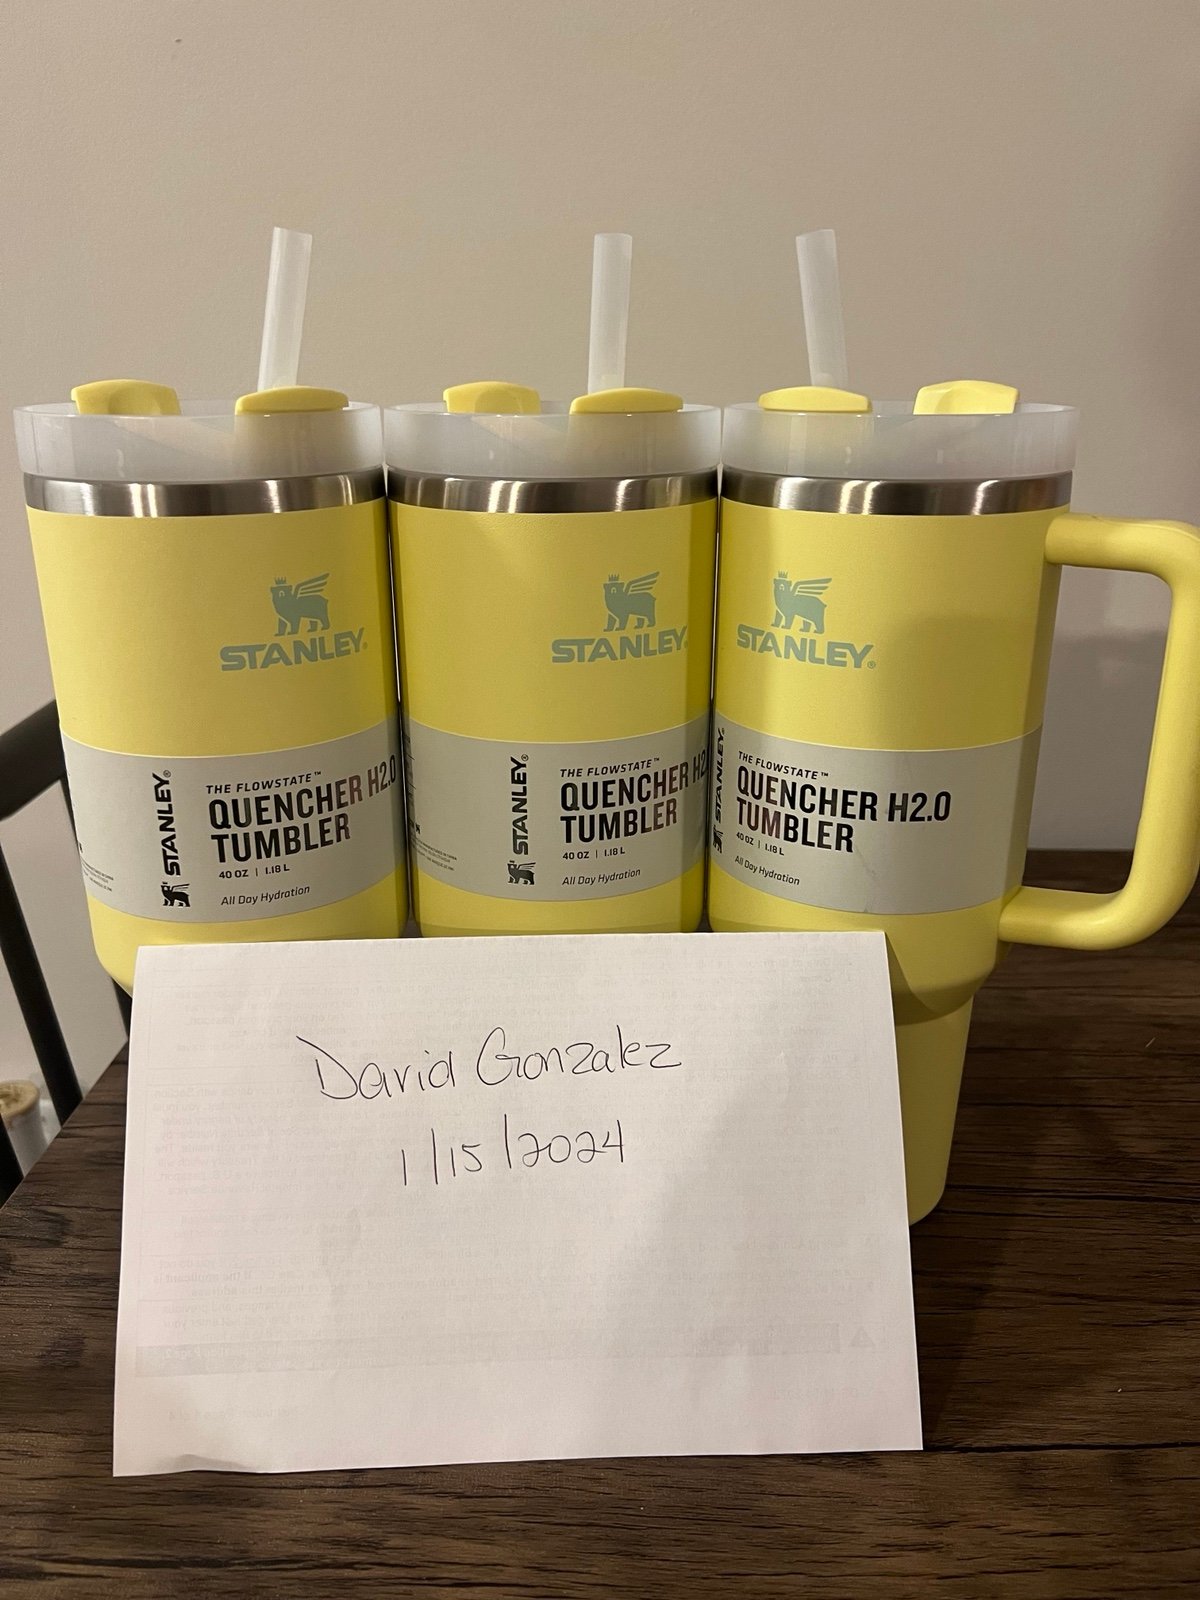 STANLEY®
STANLEY
STANLEY®
STANLEY®
THE FLOWSTATE™
QUENCHER H2.0
TUMBLER
40 OZ | 1.18 L
All Day Hydration
STANLEY®
THE FLOWSTATE™
QUENCHER H2
TUMBLER
40 OZ | 1.18 L
All Day Hydration
STANLEY®
THE FLOWSTATE™
QUENCHER H2.0
TUMBLER
40 OZ | 1.18 L
All Day Hydration
David Gonzalez
1/15/2024